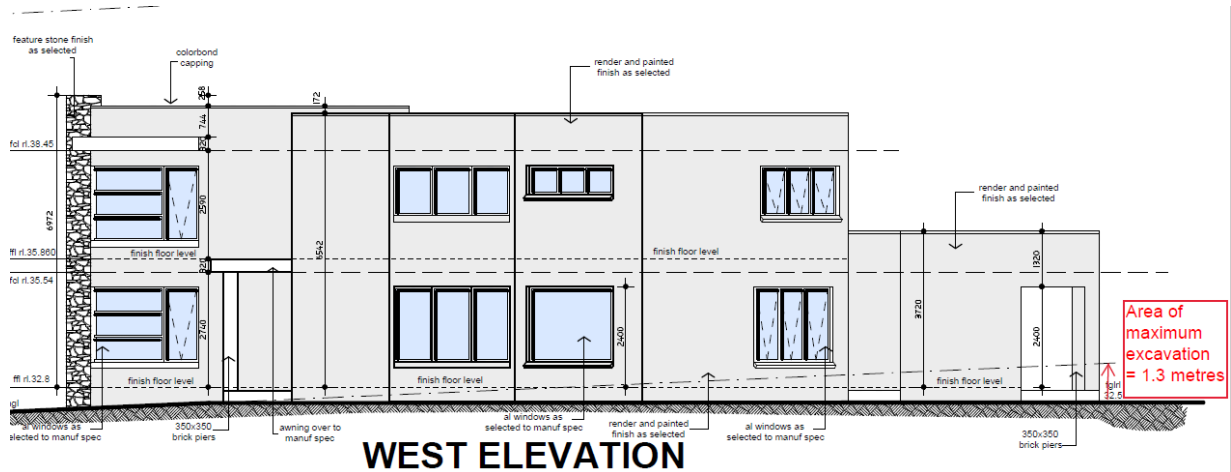 feature stone finish
as selected
colorbond
capping
render and painted
finish as selected
258
172
744
fcl rl.38.45
320
2590
6972
6542
render and painted
as selected
ffl rl.35.860
finish floor level
finish floor level
320
fcl rl.35.54
1320
2740
2400
3720
2400
Area of
maximum
excavation
= 1.3 metres
ffl rl.32.8
finish floor level
finish floor level
finish floor level
32.5
ngl
al windows as
selected to manuf spec
350x350
brick piers
awning over to
manuf spec
al windows as
selected to manuf spec
render and painted
finish as selected
al windows as
selected to manuf spec
350x350
brick piers
WEST ELEVATION